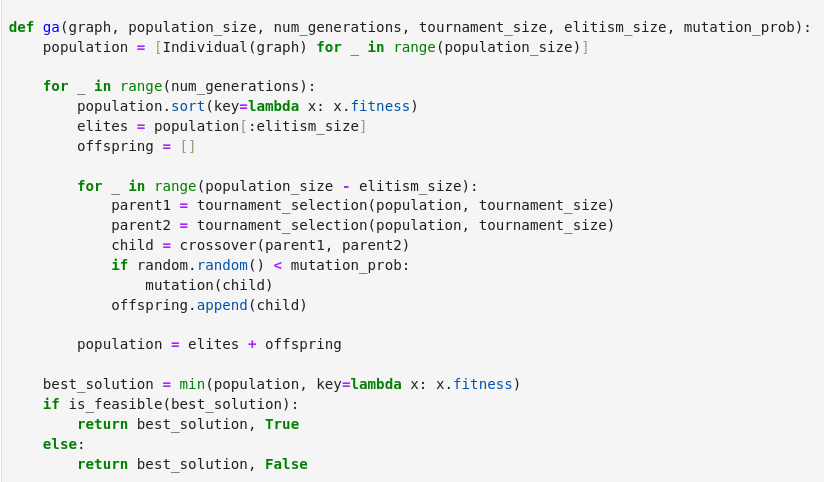 def ga(graph, population_size, num_generations, tournament_size, elitism_size, mutation_prob):
    population = [Individual(graph) for _ in range(population_size)]

    for _ in range(num_generations):
        population.sort(key=lambda x: x.fitness)
        elites = population[:elitism_size]
        offspring = []

        for _ in range(population_size - elitism_size):
            parent1 = tournament_selection(population, tournament_size)
            parent2 = tournament_selection(population, tournament_size)
            child = crossover(parent1, parent2)
            if random.random() < mutation_prob:
                mutation(child)
            offspring.append(child)

        population = elites + offspring

    best_solution = min(population, key=lambda x: x.fitness)
    if is_feasible(best_solution):
        return best_solution, True
    else:
        return best_solution, False